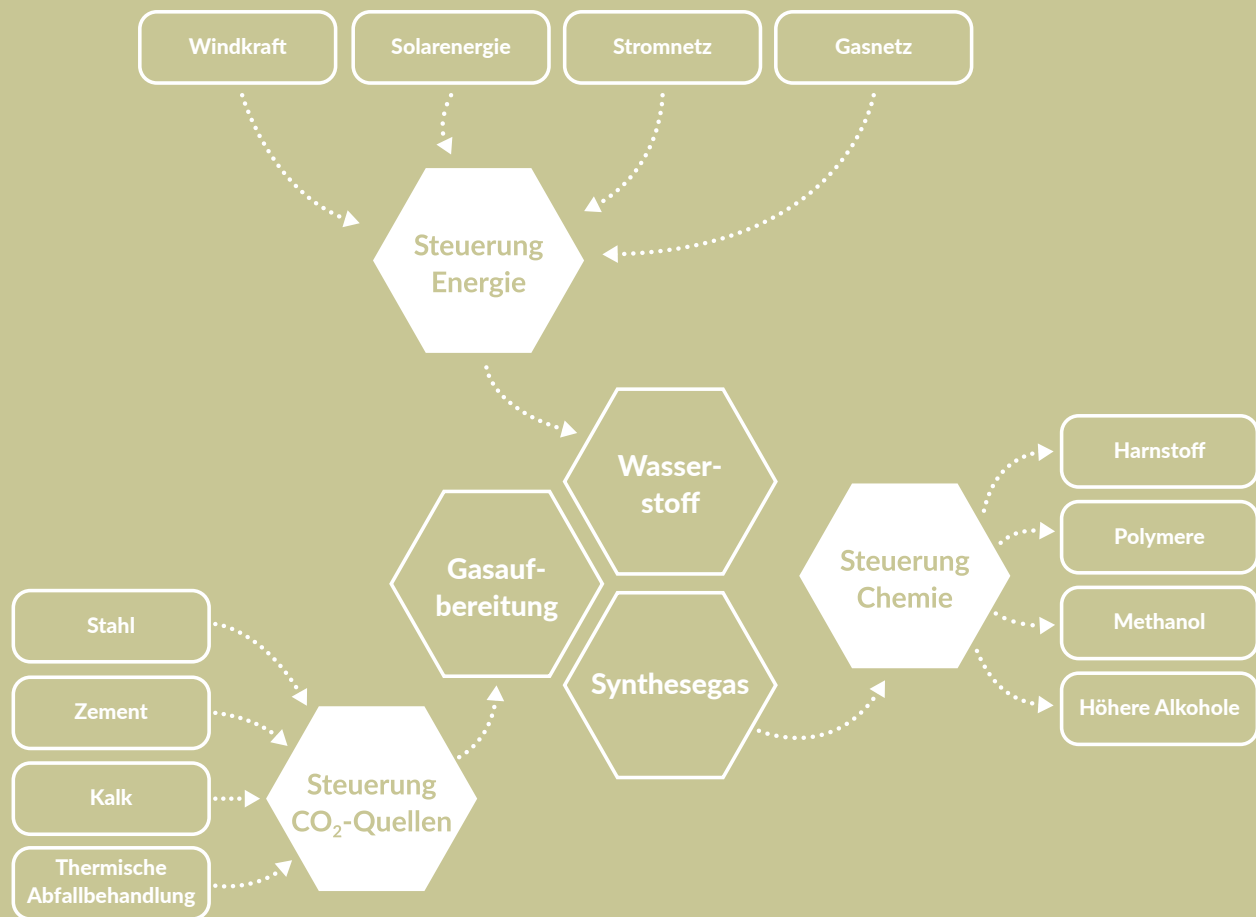 Windkraft
Solarenergie
Stromnetz
Gasnetz
Steuerung
Energie
Wasser-
stoff
Gasauf-
bereitung
Synthesegas
Steuerung
Chemie
Harnstoff
Polymere
Methanol
Höhere Alkohole
Stahl
Zement
Kalk
Thermische
Abfallbehandlung
Steuerung
CO₂-Quellen